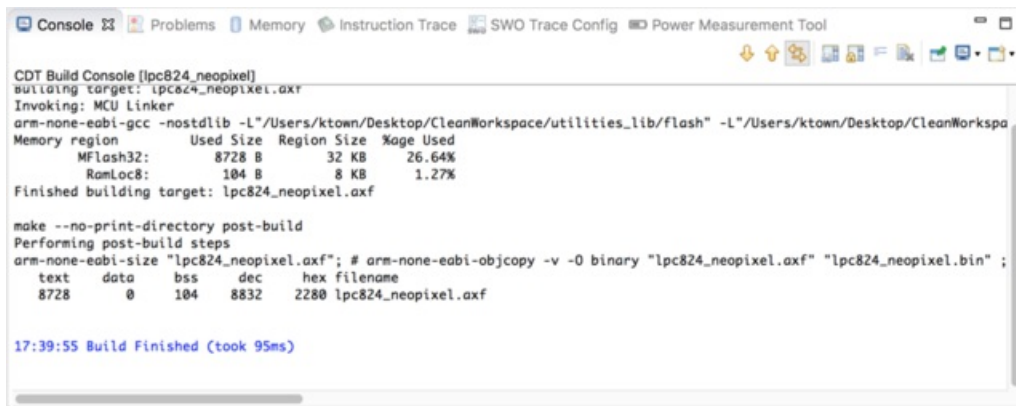 Console Problems Memory Instruction Trace SWO Trace Config Power Measurement Tool
CDT Build Console [lpc824_neopixel]
Building target: lpc824_neopixel.axf
Invoking: MCU Linker
arm-none-eabi-gcc -nostdlib -L"/Users/ktown/Desktop/CleanWorkspace/utilities_lib/flash" -L"/Users/ktown/Desktop/CleanWorkspa
Memory region Used Size Region Size %age Used
MFlash32: 8728 B 32 KB 26.64%
RamLoc8: 104 B 8 KB 1.27%
Finished building target: lpc824_neopixel.axf
make --no-print-directory post-build
Performing post-build steps
arm-none-eabi-size "lpc824_neopixel.axf"; # arm-none-eabi-objcopy -v -O binary "lpc824_neopixel.axf" "lpc824_neopixel.bin" ;
text data bss dec hex filename
8728 0 104 8832 2280 lpc824_neopixel.axf
17:39:55 Build Finished (took 95ms)